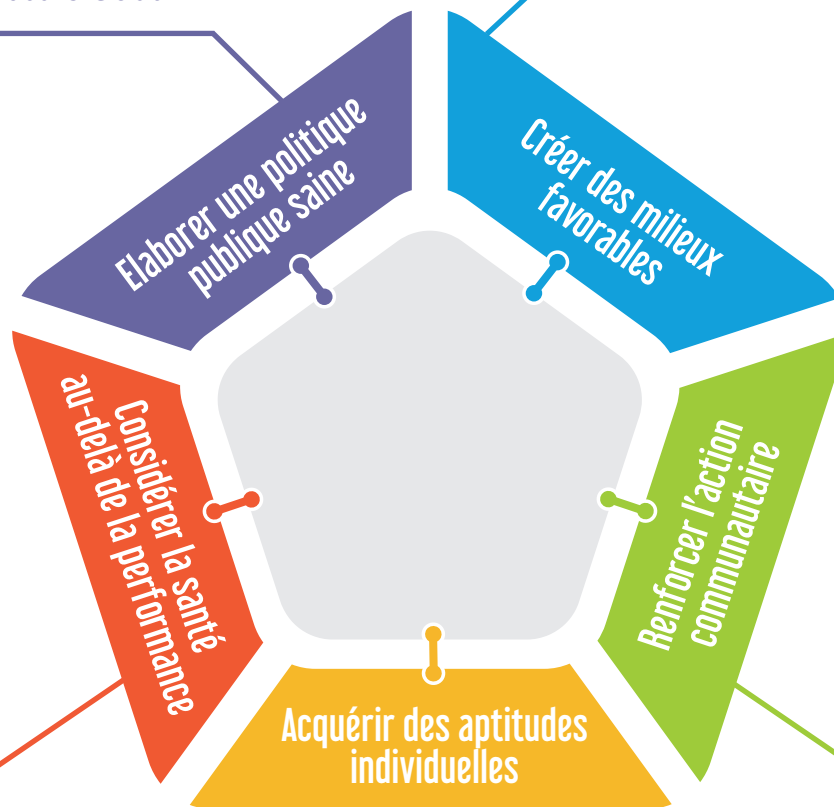 Elaborer une politique
publique saine
Créer des milieux
favorables
Considérer la santé
au-delà de la performance
Renforcer l'action
communautaire
Acquérir des aptitudes
individuelles